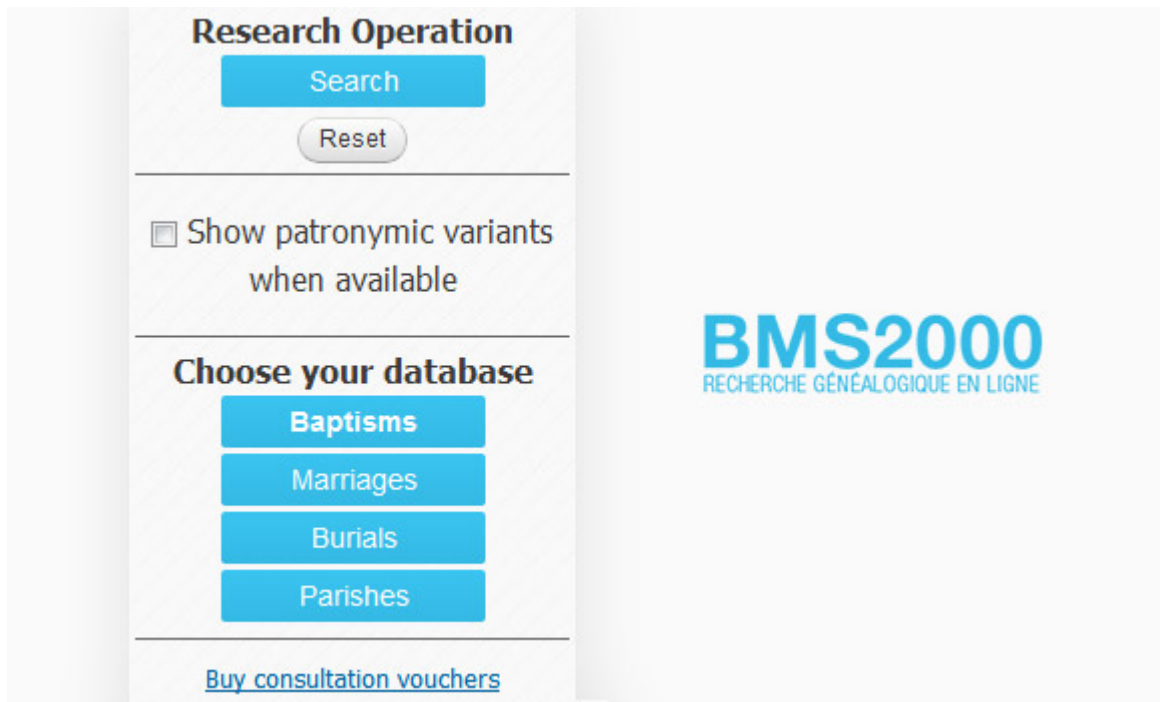 Research Operation
Search
Reset
Show patronymic variants
when available
Choose your database
Baptisms
Marriages
Burials
Parishes
Buy consultation vouchers
BMS2000
RECHERCHE GÉNÉALOGIQUE EN LIGNE